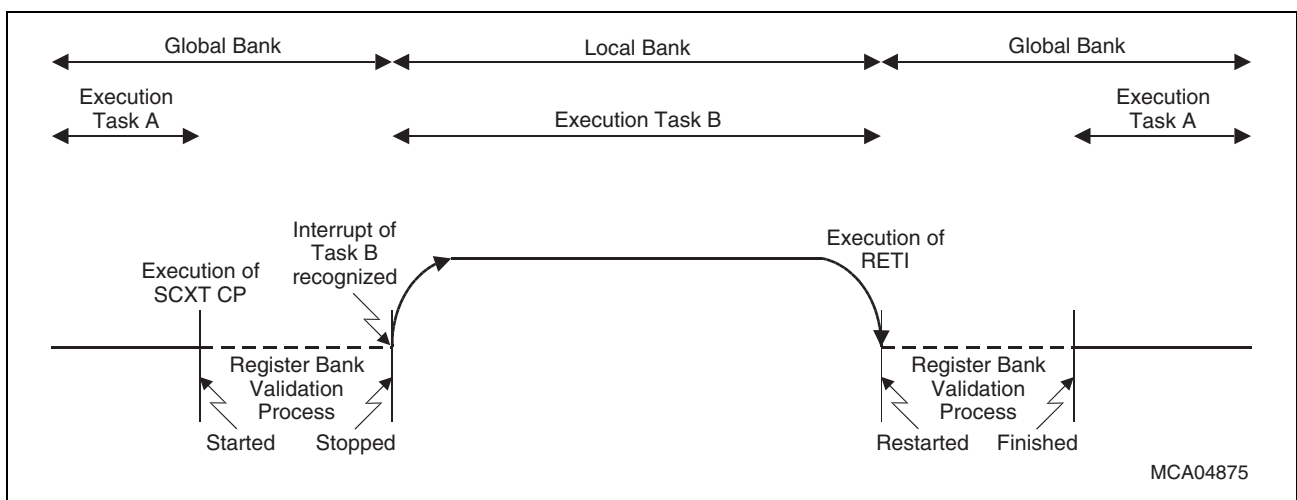 Global Bank
Local Bank
Global Bank
Execution
Task A
Execution Task B
Execution
Task A
Execution of
SCXT CP
Interrupt of
Task B
recognized
Execution of
RETI
Register Bank
Validation
Process
Started
Stopped
Register Bank
Validation
Process
Restarted
Finished
MCA04875